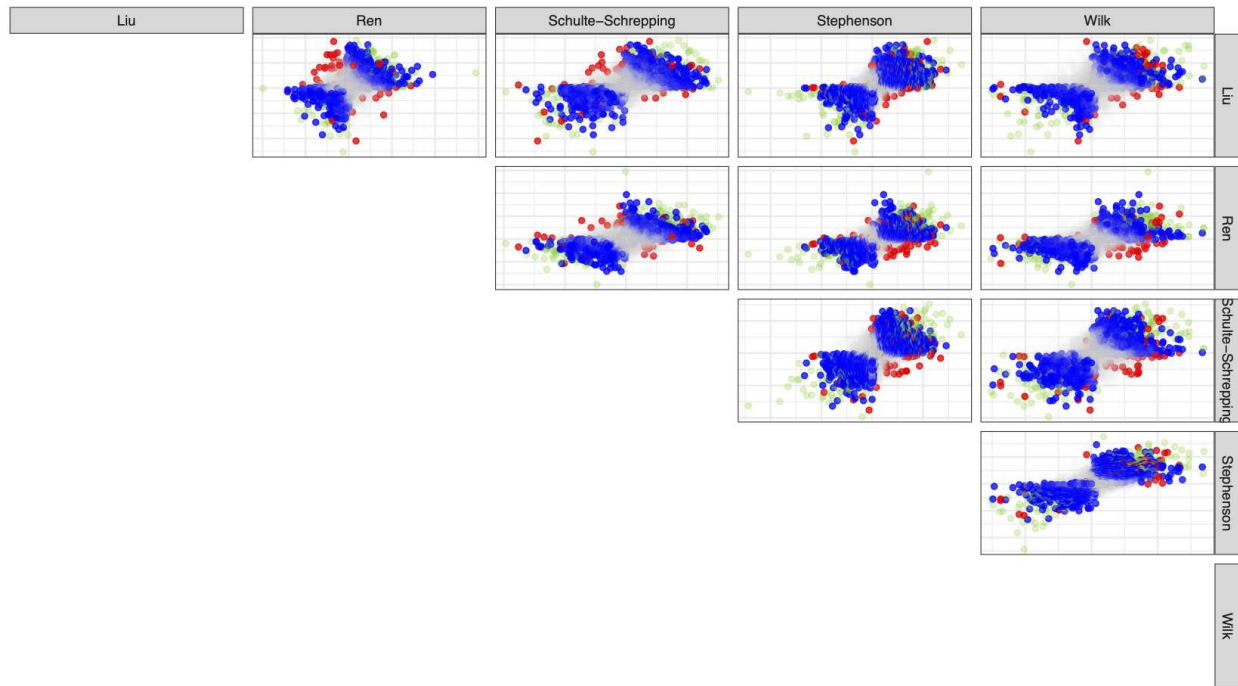 Liu
Ren
Schulte-Schrepping
Stephenson
Wilk
Liu
Ren
Schulte-Schrepping
Stephenson
Wilk